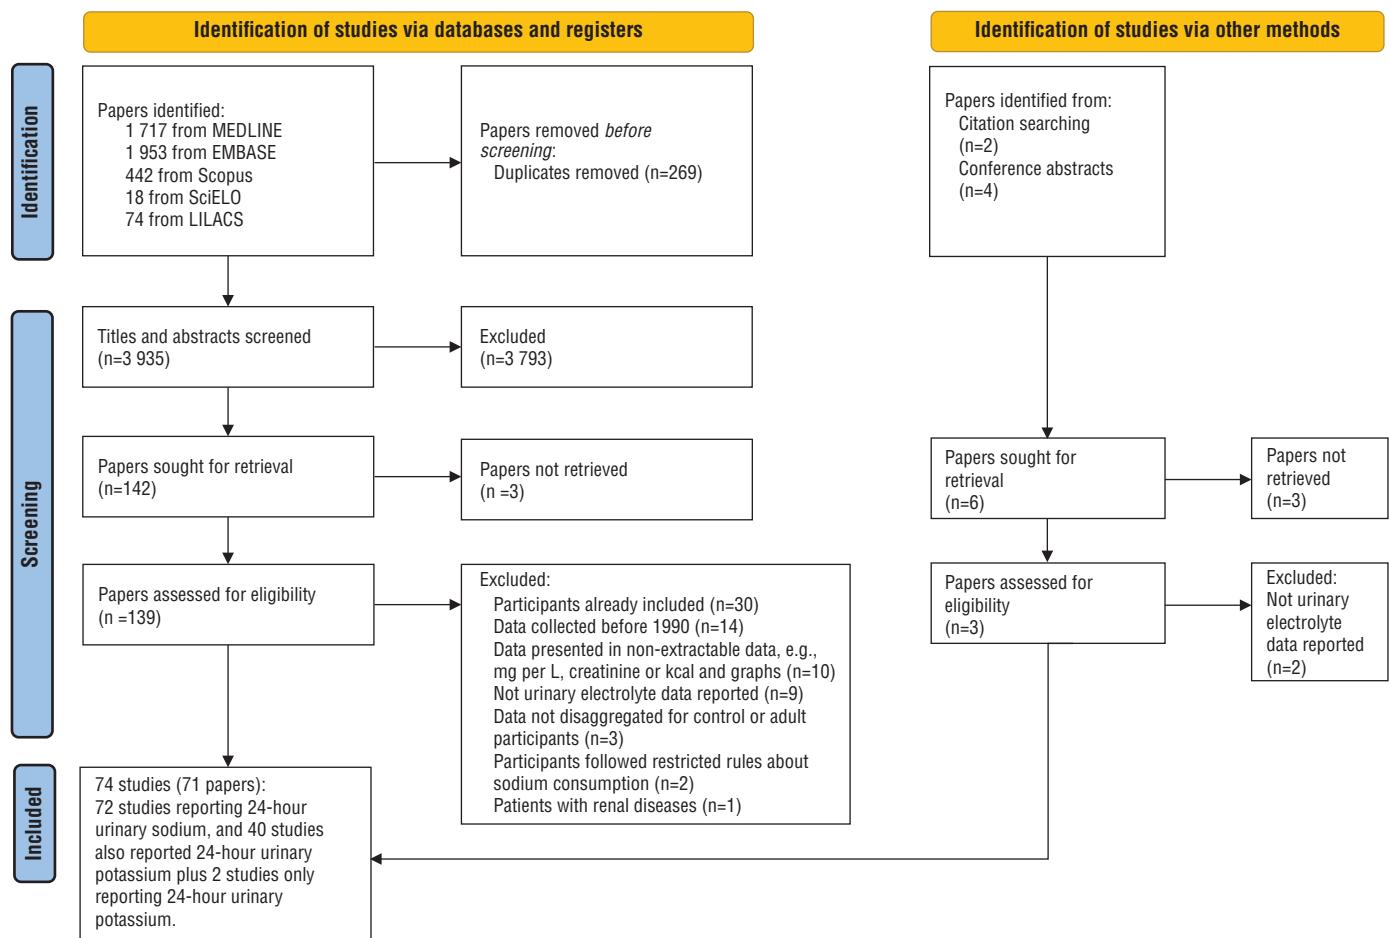 Identification of studies via databases and registers
Identification of studies via other methods
Identification
Papers identified:
1 717 from MEDLINE
1 953 from EMBASE
442 from Scopus
18 from SciELO
74 from LILACS
Papers removed before
screening:
Duplicates removed (n=269)
Papers identified from:
Citation searching
(n=2)
Conference abstracts
(n=4)
Screening
Titles and abstracts screened
(n=3 935)
Excluded
(n=3 793)
Papers sought for retrieval
(n=142)
Papers not retrieved
(n =3)
Papers sought for
retrieval
(n=6)
Papers not
retrieved
(n=3)
Papers assessed for eligibility
(n =139)
Excluded:
Participants already included (n=30)
Data collected before 1990 (n=14)
Data presented in non-extractable data, e.g.,
mg per L, creatinine or kcal and graphs (n=10)
Not urinary electrolyte data reported (n=9)
Data not disaggregated for control or adult
participants (n=3)
Participants followed restricted rules about
sodium consumption (n=2)
Patients with renal diseases (n=1)
Papers assessed for
eligibility
(n=3)
Excluded:
Not urinary
electrolyte
data reported
(n=2)
Included
74 studies (71 papers):
72 studies reporting 24-hour
urinary sodium, and 40 studies
also reported 24-hour urinary
potassium plus 2 studies only
reporting 24-hour urinary
potassium.